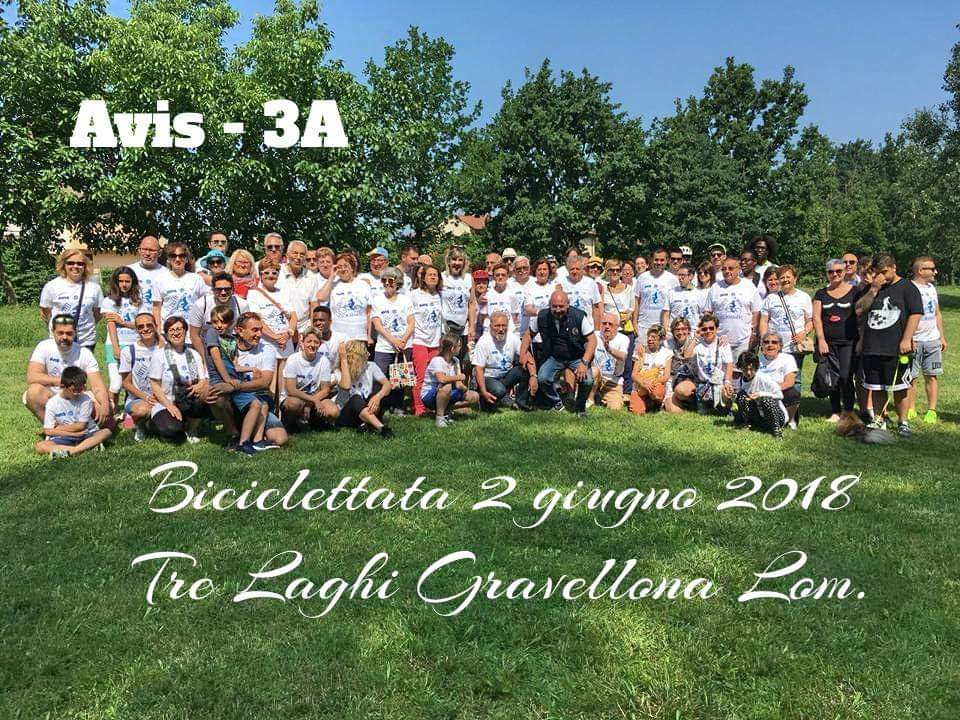 Avis - 3A
Biciclettata 2 giugno 2018
Tre Laghi Gravellona Lom.